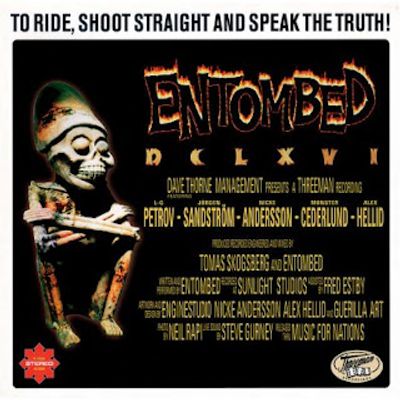 TO RIDE, SHOOT STRAIGHT AND SPEAK THE TRUTH!
ENTOMBED
DCLXVI
DAVE THORNE MANAGEMENT PRESENTS A THREEMAN RECORDING
FEATURING
L-G JÖRGEN NICKE MONSTER ALEX
PETROV - SANDSTRÖM - ANDERSSON - CEDERLUND - HELLID
PRODUCED RECORDED ENGINEERED AND MIXED BY
TOMAS SKOGSBERG AND ENTOMBED
WRITTEN AND PERFORMED BY ENTOMBED RECORDED AT SUNLIGHT STUDIOS ASSISTED BY FRED ESTBY
ARTWORK AND DESIGN BY ENGINESTUDIO NICKE ANDERSSON ALEX HELLID AND GUERILLA ART
PHOTO BY NEIL RAPI LIVE SOUND BY STEVE GURNEY RELEASED THRU MUSIC FOR NATIONS
STEREO
Threeman